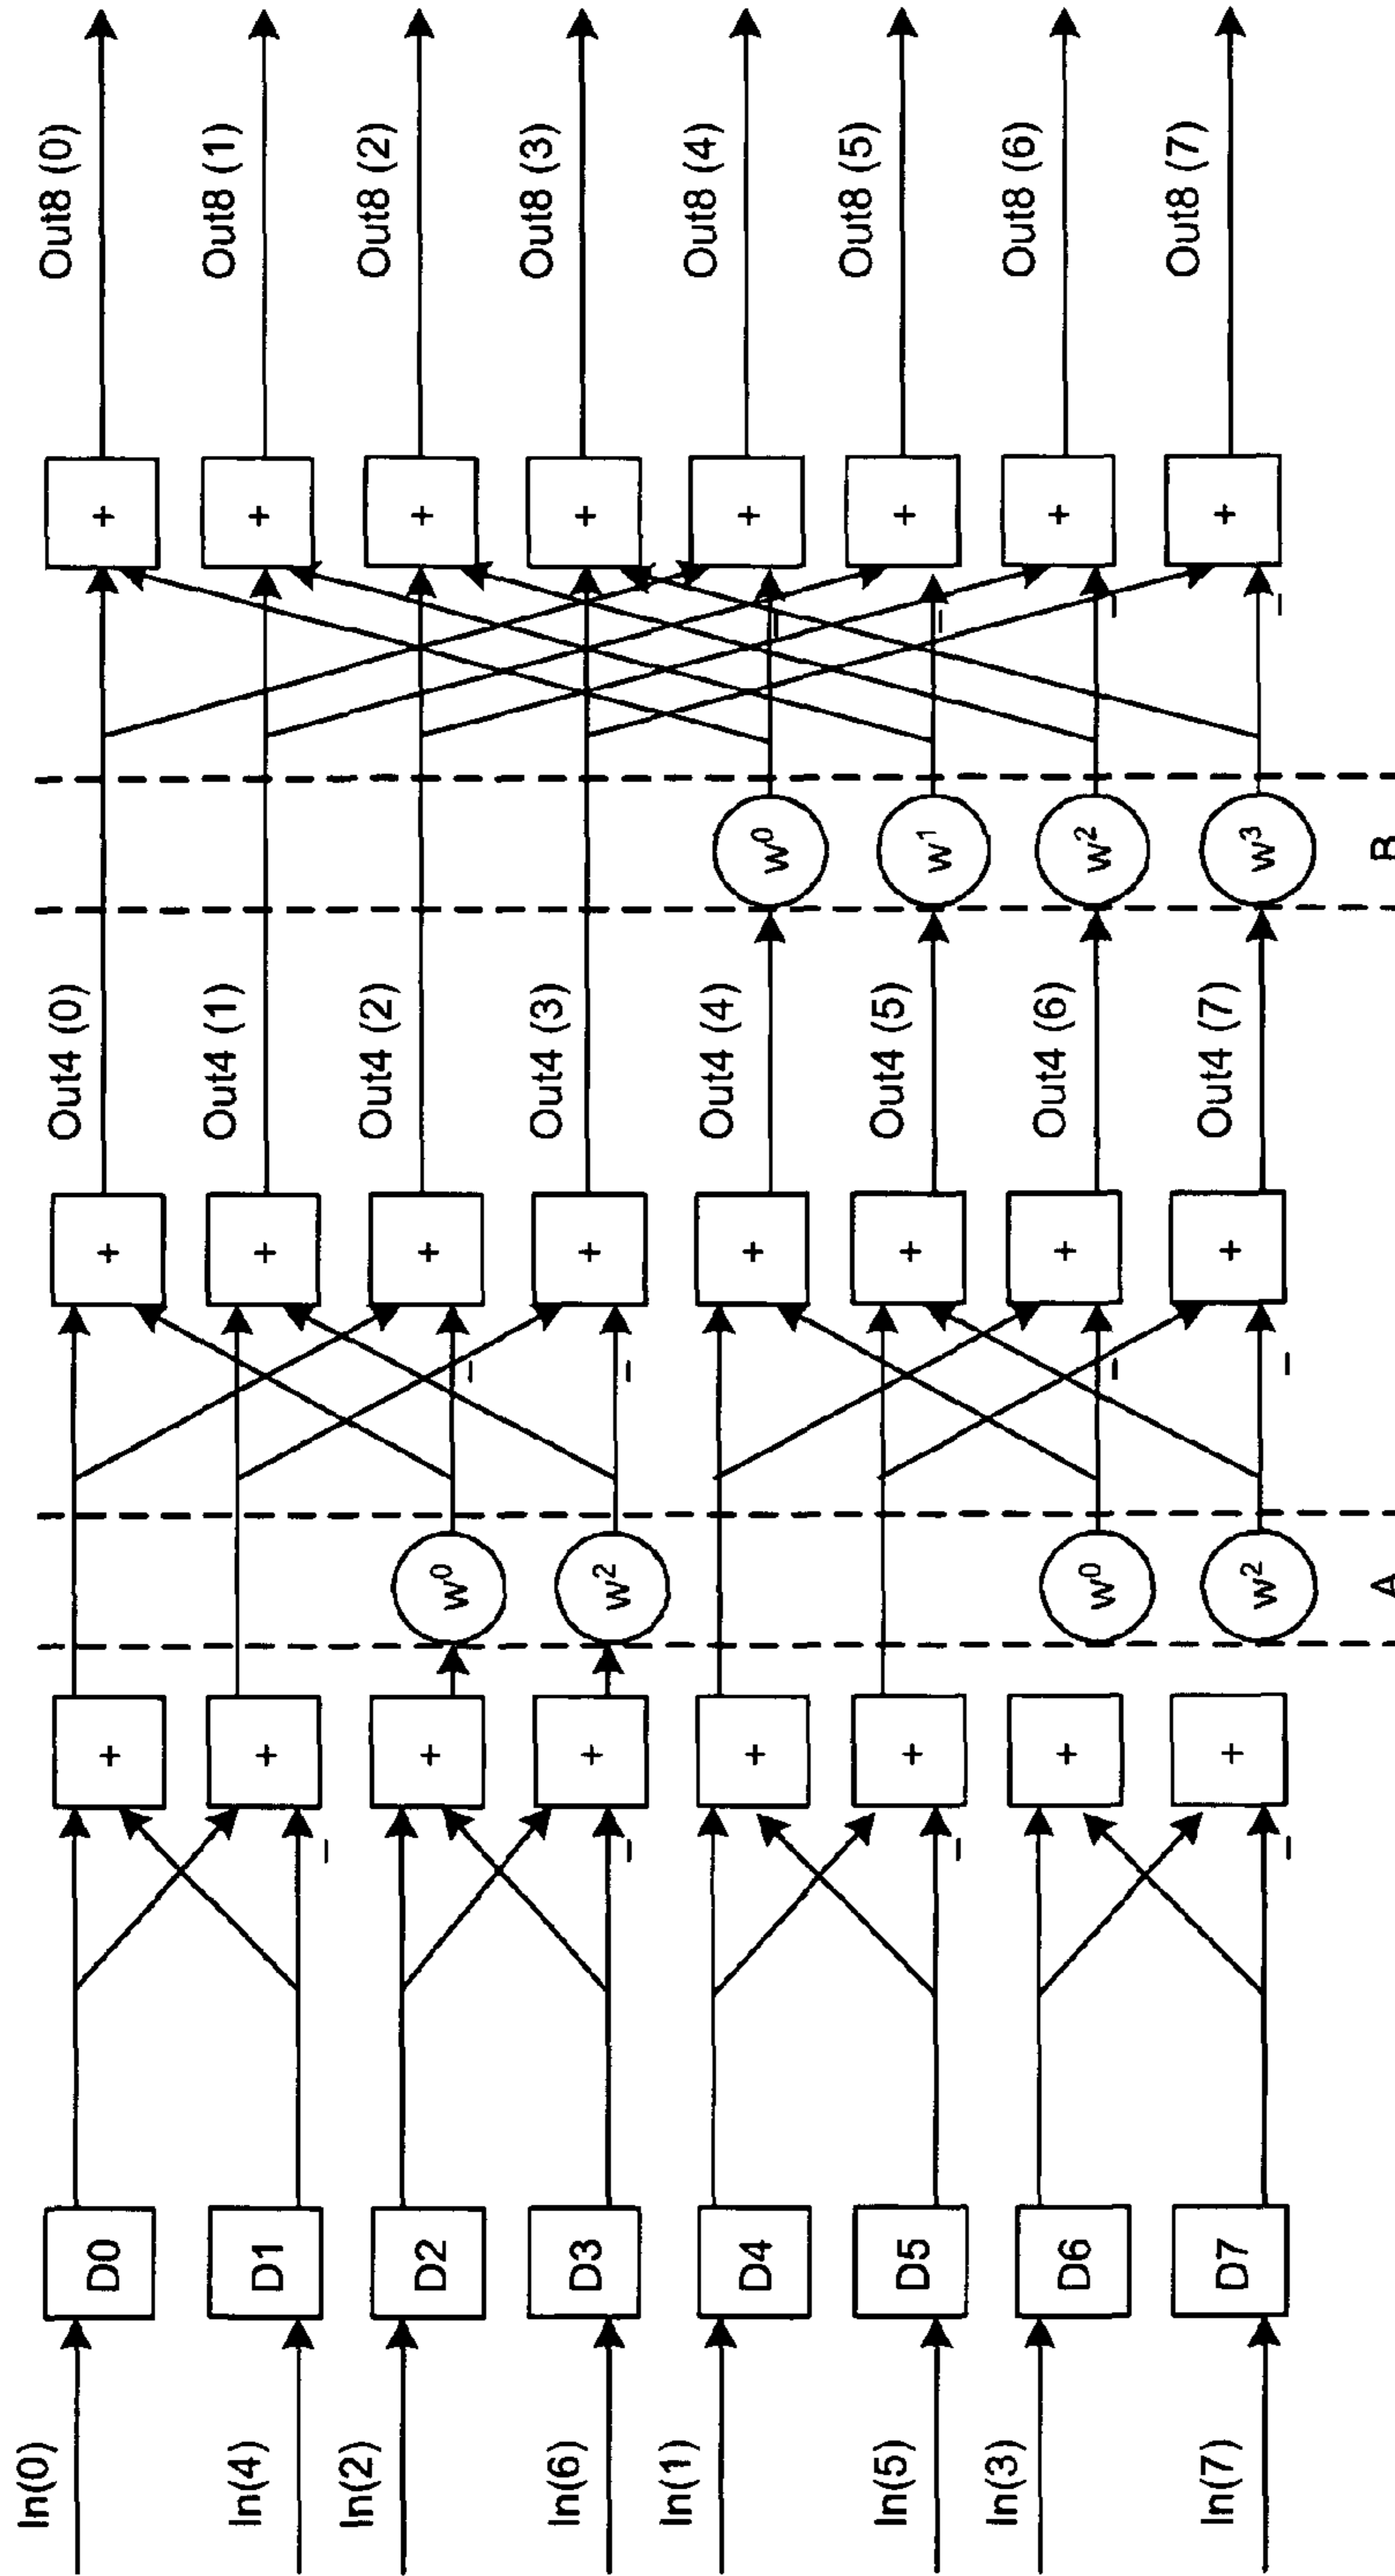 In(0)
In(4)
In(2)
In(6)
In(1)
In(5)
In(3)
In(7)
D0
D1
D2
D3
D4
D5
D6
D7
+
+
+
+
+
+
+
+
w⁰
w²
w⁰
w²
A
+
+
+
+
+
+
+
+
Out4 (0)
Out4 (1)
Out4 (2)
Out4 (3)
Out4 (4)
Out4 (5)
Out4 (6)
Out4 (7)
w⁰
w¹
w²
w³
B
+
+
+
+
+
+
+
+
Out8 (0)
Out8 (1)
Out8 (2)
Out8 (3)
Out8 (4)
Out8 (5)
Out8 (6)
Out8 (7)